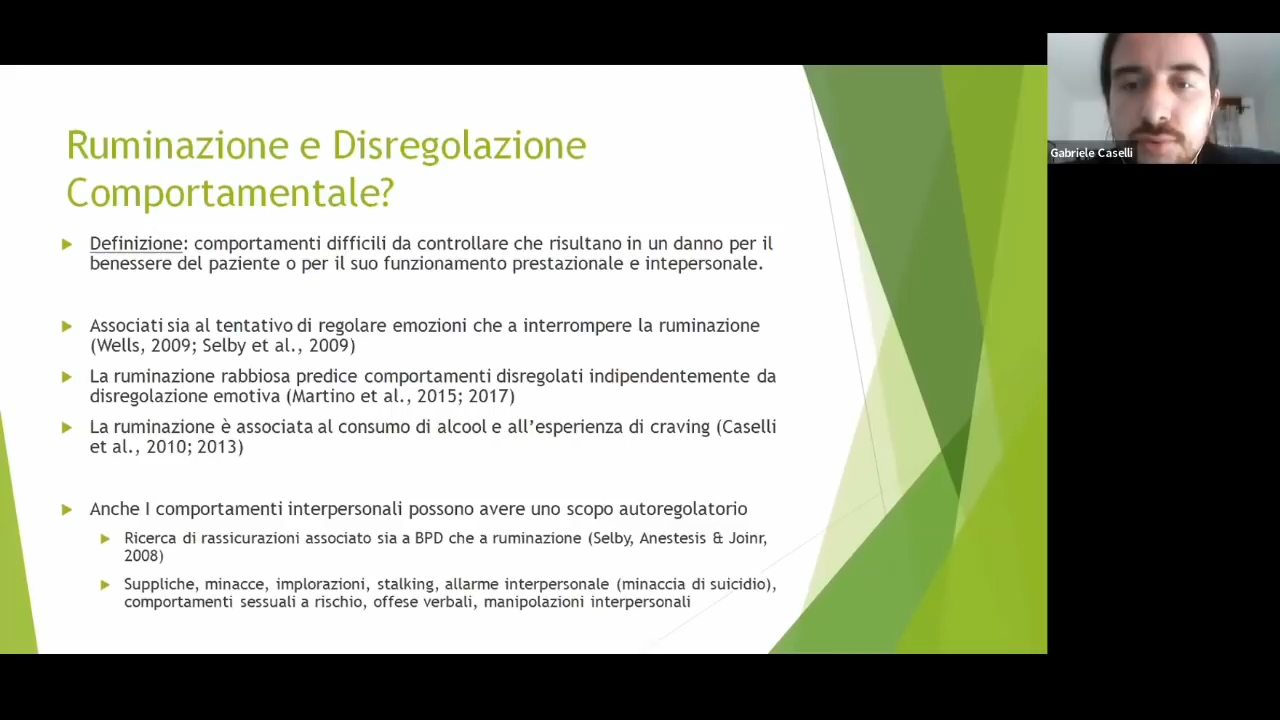 Ruminazione e Disregolazione
Comportamentale?
Definizione: comportamenti difficili da controllare che risultano in un danno per il
benessere del paziente o per il suo funzionamento prestazionale e intepersonale.
Associati sia al tentativo di regolare emozioni che a interrompere la ruminazione
(Wells, 2009; Selby et al., 2009)
La ruminazione rabbiosa predice comportamenti disregolati indipendentemente da
disregolazione emotiva (Martino et al., 2015; 2017)
La ruminazione è associata al consumo di alcool e all’esperienza di craving (Caselli
et al., 2010; 2013)
Anche I comportamenti interpersonali possono avere uno scopo autoregolatorio
Ricerca di rassicurazioni associato sia a BPD che a ruminazione (Selby, Anestesis & Joinr,
2008)
Suppliche, minacce, implorazioni, stalking, allarme interpersonale (minaccia di suicidio),
comportamenti sessuali a rischio, offese verbali, manipolazioni interpersonali
Gabriele Caselli